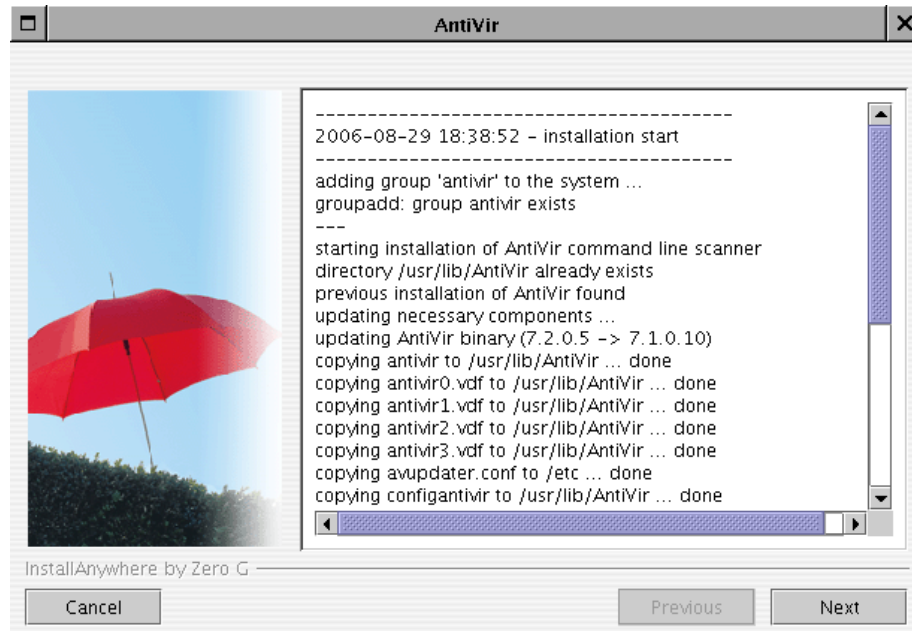 AntiVir
-----------------------------------------
2006-08-29 18:38:52 - installation start
-----------------------------------------
adding group 'antivir' to the system ...
groupadd: group antivir exists
---
starting installation of AntiVir command line scanner
directory /usr/lib/AntiVir already exists
previous installation of AntiVir found
updating necessary components ...
updating AntiVir binary (7.2.0.5 -> 7.1.0.10)
copying antivir to /usr/lib/AntiVir ... done
copying antivir0.vdf to /usr/lib/AntiVir ... done
copying antivir1.vdf to /usr/lib/AntiVir ... done
copying antivir2.vdf to /usr/lib/AntiVir ... done
copying antivir3.vdf to /usr/lib/AntiVir ... done
copying avupdater.conf to /etc ... done
copying configantivir to /usr/lib/AntiVir ... done
InstallAnywhere by Zero G
Cancel
Previous
Next